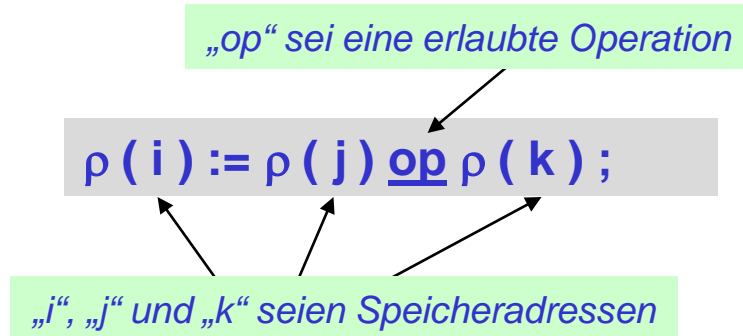 „op“ sei eine erlaubte Operation
ρ ( i ) := ρ ( j ) op ρ ( k ) ;
„i“, „j“ und „k“ seien Speicheradressen